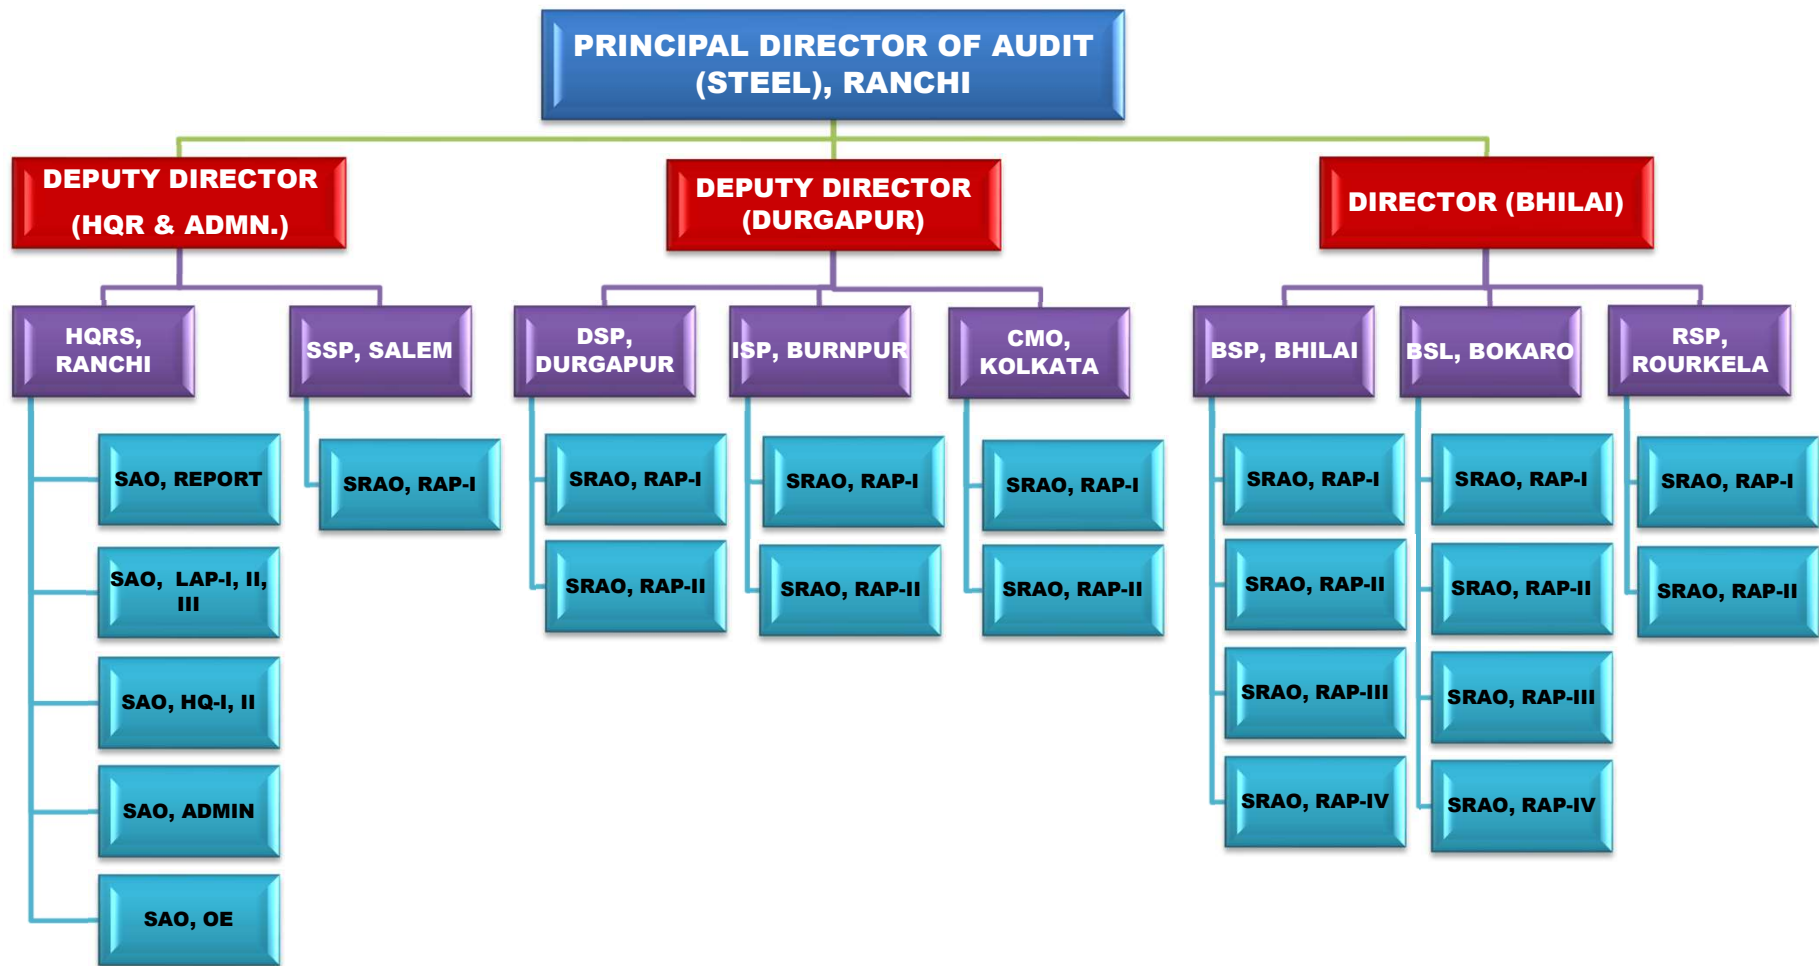 PRINCIPAL DIRECTOR OF AUDIT
(STEEL), RANCHI
DEPUTY DIRECTOR
(HQR & ADMN.)
DEPUTY DIRECTOR
(DURGAPUR)
DIRECTOR (BHILAI)
HQRS,
RANCHI
SSP, SALEM
DSP,
DURGAPUR
ISP, BURNPUR
CMO,
KOLKATA
BSP, BHILAI
BSL, BOKARO
RSP,
ROURKELA
SAO, REPORT
SAO, LAP-I, II,
III
SAO, HQ-I, II
SAO, ADMIN
SAO, OE
SRAO, RAP-I
SRAO, RAP-I
SRAO, RAP-II
SRAO, RAP-I
SRAO, RAP-II
SRAO, RAP-I
SRAO, RAP-II
SRAO, RAP-I
SRAO, RAP-II
SRAO, RAP-III
SRAO, RAP-IV
SRAO, RAP-I
SRAO, RAP-II
SRAO, RAP-III
SRAO, RAP-IV
SRAO, RAP-I
SRAO, RAP-II